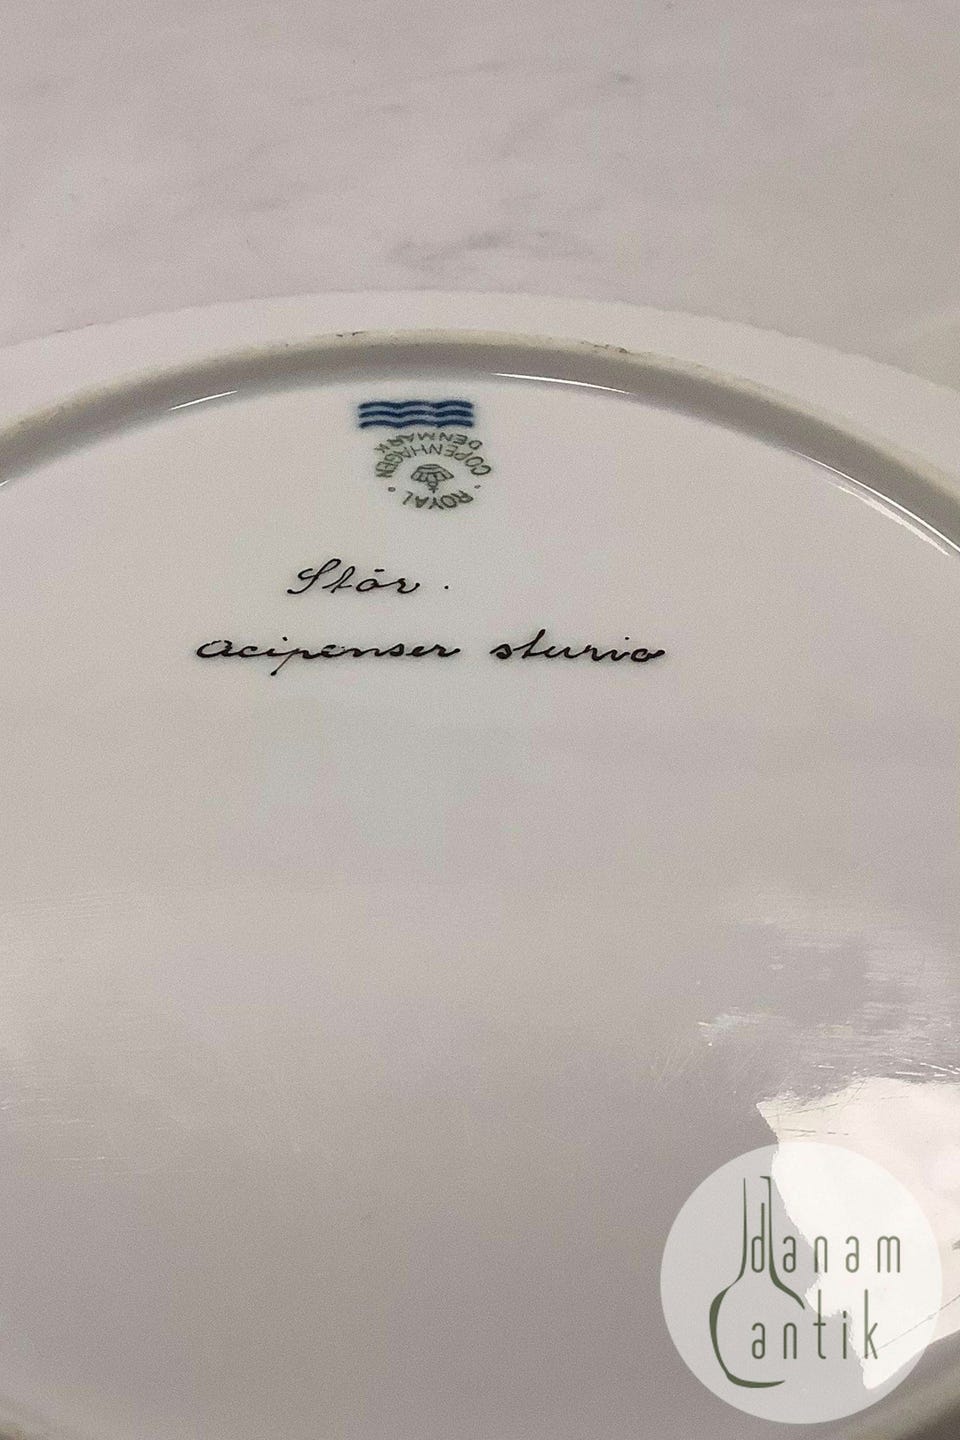 DENMARK
COPENHAGEN
ROYAL
Stör.
acipenser sturio
danam
antik